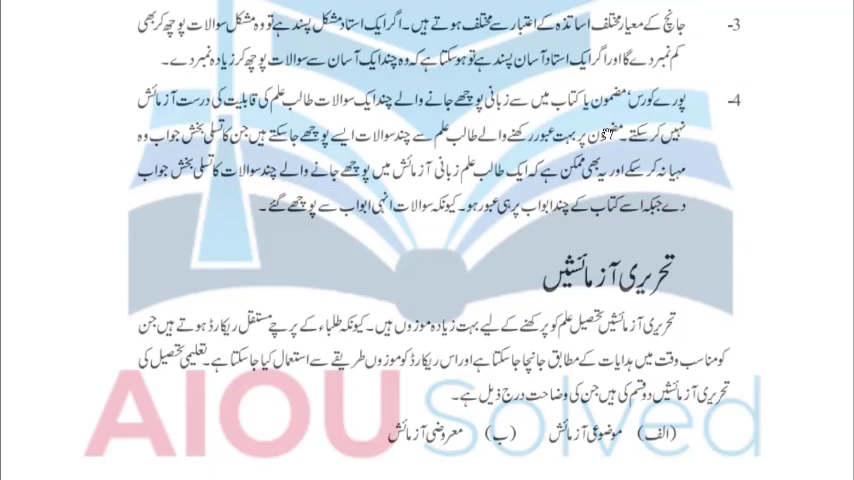 3- جانچ کے معیار مختلف اساتذہ کے اعتبار سے مختلف ہوتے ہیں۔ اگر ایک استاد مشکل پسند ہے تو وہ مشکل سوالات پوچھ کر بھی
کم نمبر دے گا اور اگر ایک استاد آسان پسند ہے تو ہو سکتا ہے کہ وہ چند ایک آسان سے سوالات پوچھ کر زیادہ نمبر دے۔
4- پورے کورس، مضمون یا کتاب میں سے زبانی پوچھے جانے والے چند ایک سوالات طالب علم کی قابلیت کی درست آزمائش
نہیں کر سکتے۔ مضمون پر بہت عبور رکھنے والے طالب علم سے چند سوالات ایسے پوچھے جا سکتے ہیں جن کا تسلی بخش جواب وہ
مہیا نہ کر سکے اور یہ بھی ممکن ہے کہ ایک طالب علم زبانی آزمائش میں پوچھے جانے والے چند سوالات کا تسلی بخش جواب
دے جبکہ اسے کتاب کے چند ابواب پر ہی عبور ہو۔ کیونکہ سوالات انہی ابواب سے پوچھے گئے۔
تحریری آزمائشیں
تحریری آزمائشیں تحصیل علم کو پرکھنے کے لیے بہت زیادہ موزوں ہیں۔ کیونکہ طلباء کے پرچے مستقل ریکارڈ ہوتے ہیں جن
کو مناسب وقت میں ہدایات کے مطابق جانچا جا سکتا ہے اور اس ریکارڈ کو موزوں طریقے سے استعمال کیا جا سکتا ہے۔ تعلیمی تحصیل کی
تحریری آزمائشیں دو قسم کی ہیں جن کی وضاحت درج ذیل ہے۔
(الف) موضوعی آزمائش (ب) معروضی آزمائش
AIOU Solved